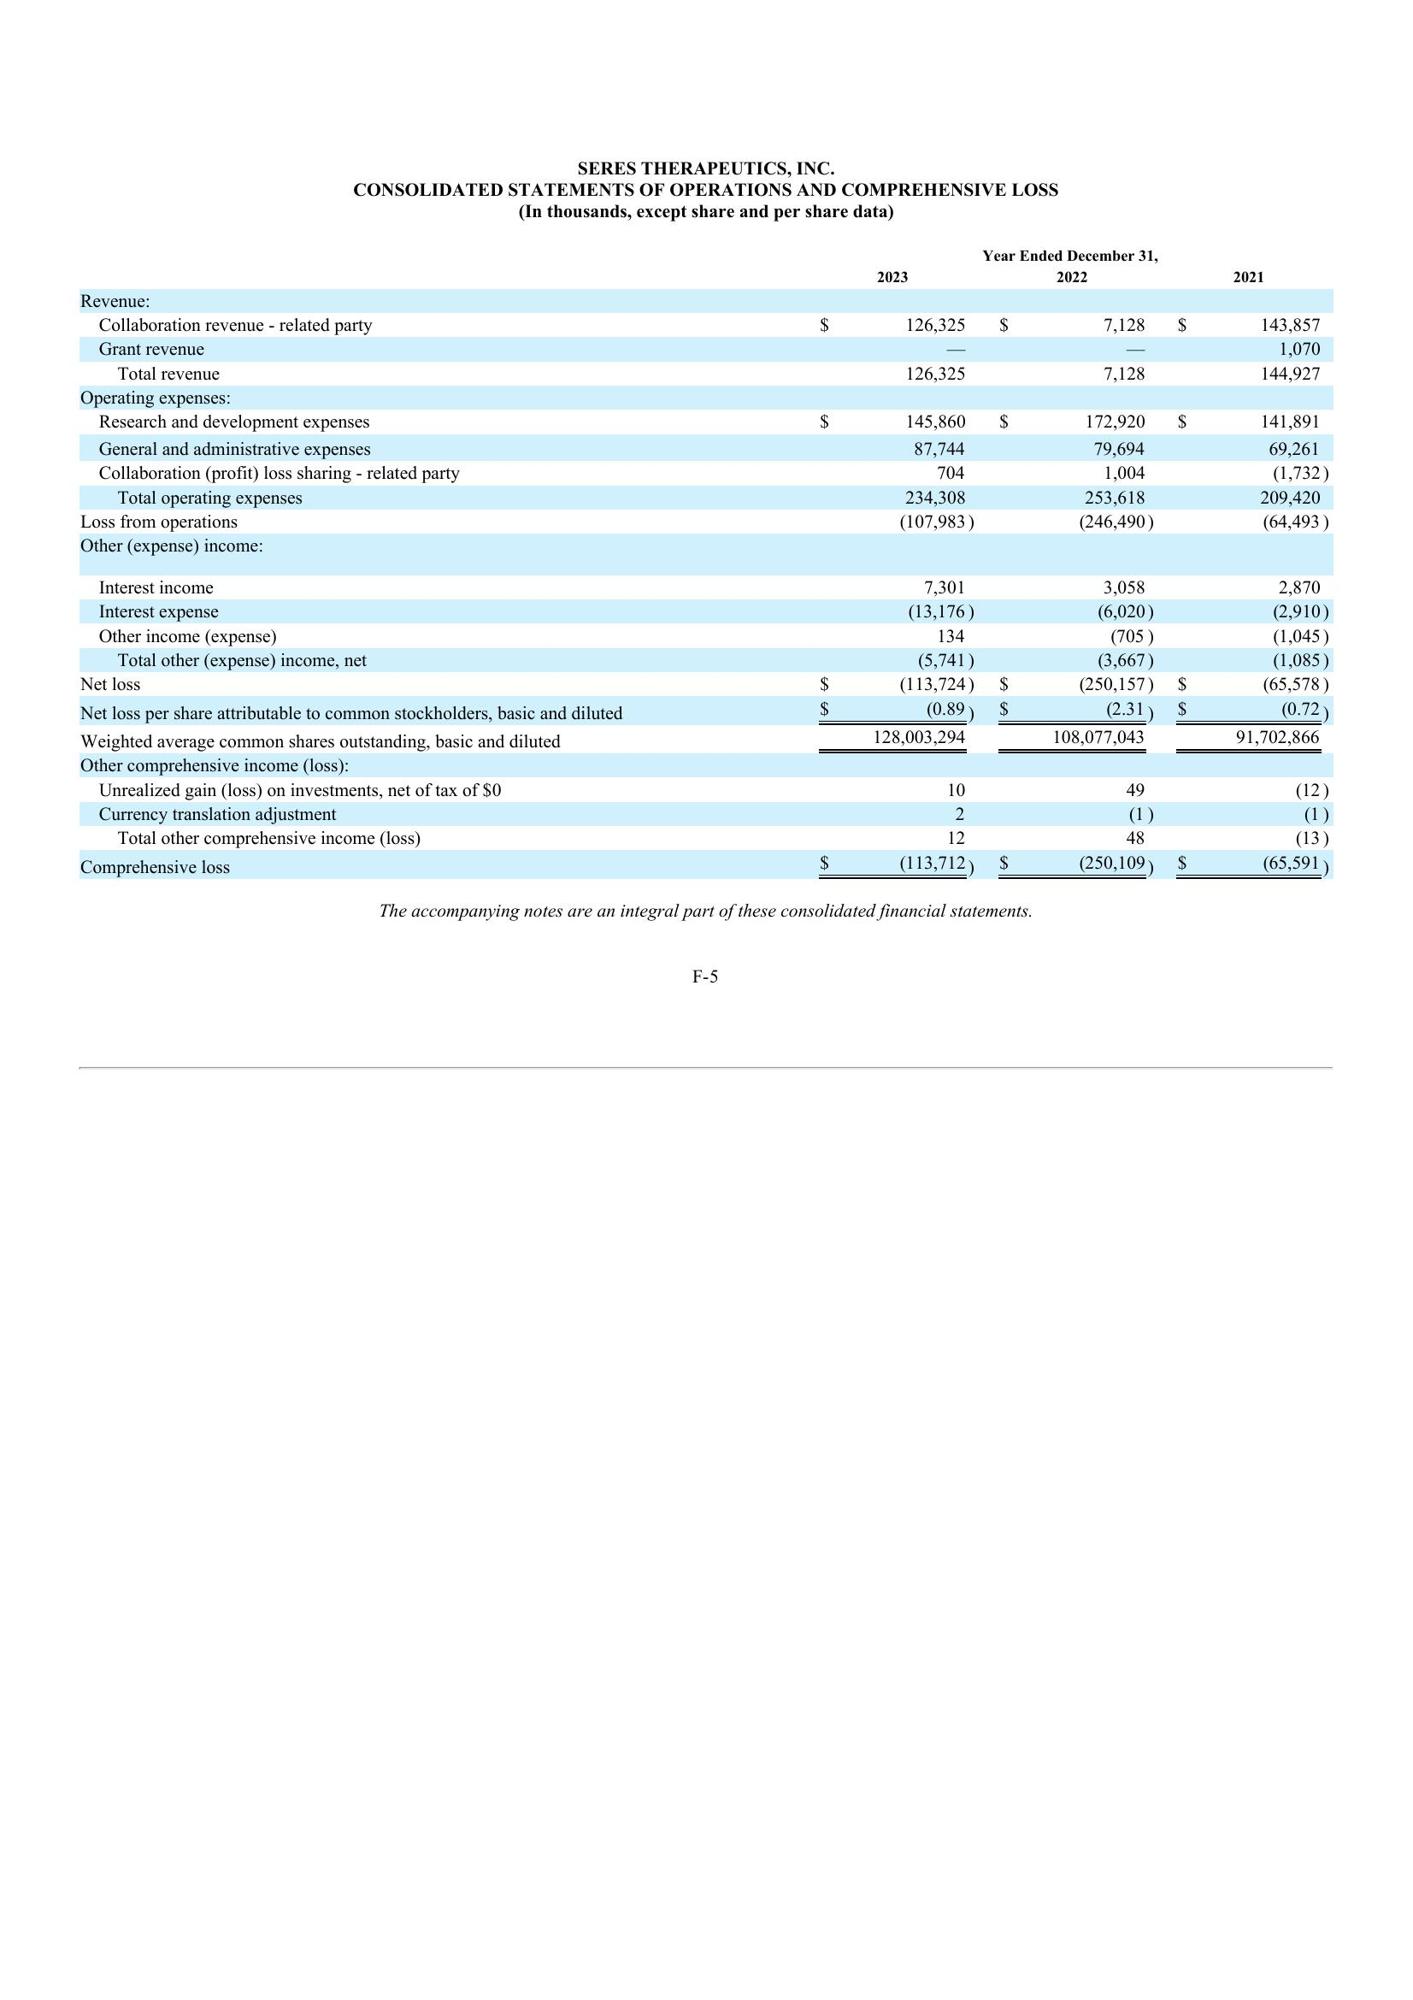 SERES THERAPEUTICS, INC.
CONSOLIDATED STATEMENTS OF OPERATIONS AND COMPREHENSIVE LOSS
(In thousands, except share and per share data)
Year Ended December 31,
2023 2022 2021
Revenue:
Collaboration revenue - related party $ 126,325 $ 7,128 $ 143,857
Grant revenue — — 1,070
Total revenue 126,325 7,128 144,927
Operating expenses:
Research and development expenses $ 145,860 $ 172,920 $ 141,891
General and administrative expenses 87,744 79,694 69,261
Collaboration (profit) loss sharing - related party 704 1,004 (1,732)
Total operating expenses 234,308 253,618 209,420
Loss from operations (107,983) (246,490) (64,493)
Other (expense) income:
Interest income 7,301 3,058 2,870
Interest expense (13,176) (6,020) (2,910)
Other income (expense) 134 (705) (1,045)
Total other (expense) income, net (5,741) (3,667) (1,085)
Net loss $ (113,724) $ (250,157) $ (65,578)
Net loss per share attributable to common stockholders, basic and diluted $ (0.89) $ (2.31) $ (0.72)
Weighted average common shares outstanding, basic and diluted 128,003,294 108,077,043 91,702,866
Other comprehensive income (loss):
Unrealized gain (loss) on investments, net of tax of $0 10 49 (12)
Currency translation adjustment 2 (1) (1)
Total other comprehensive income (loss) 12 48 (13)
Comprehensive loss $ (113,712) $ (250,109) $ (65,591)
The accompanying notes are an integral part of these consolidated financial statements.
F-5